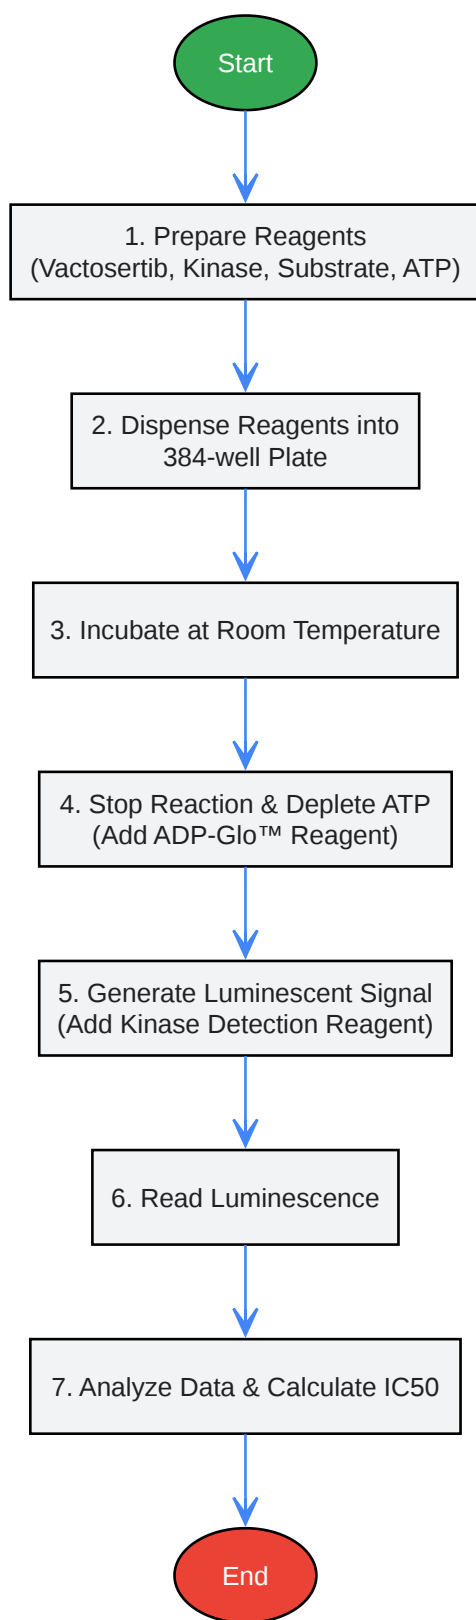 Start
1. Prepare Reagents
(Vactosertib, Kinase, Substrate, ATP)
2. Dispense Reagents into
384-well Plate
3. Incubate at Room Temperature
4. Stop Reaction & Deplete ATP
(Add ADP-Glo™ Reagent)
5. Generate Luminescent Signal
(Add Kinase Detection Reagent)
6. Read Luminescence
7. Analyze Data & Calculate IC50
End